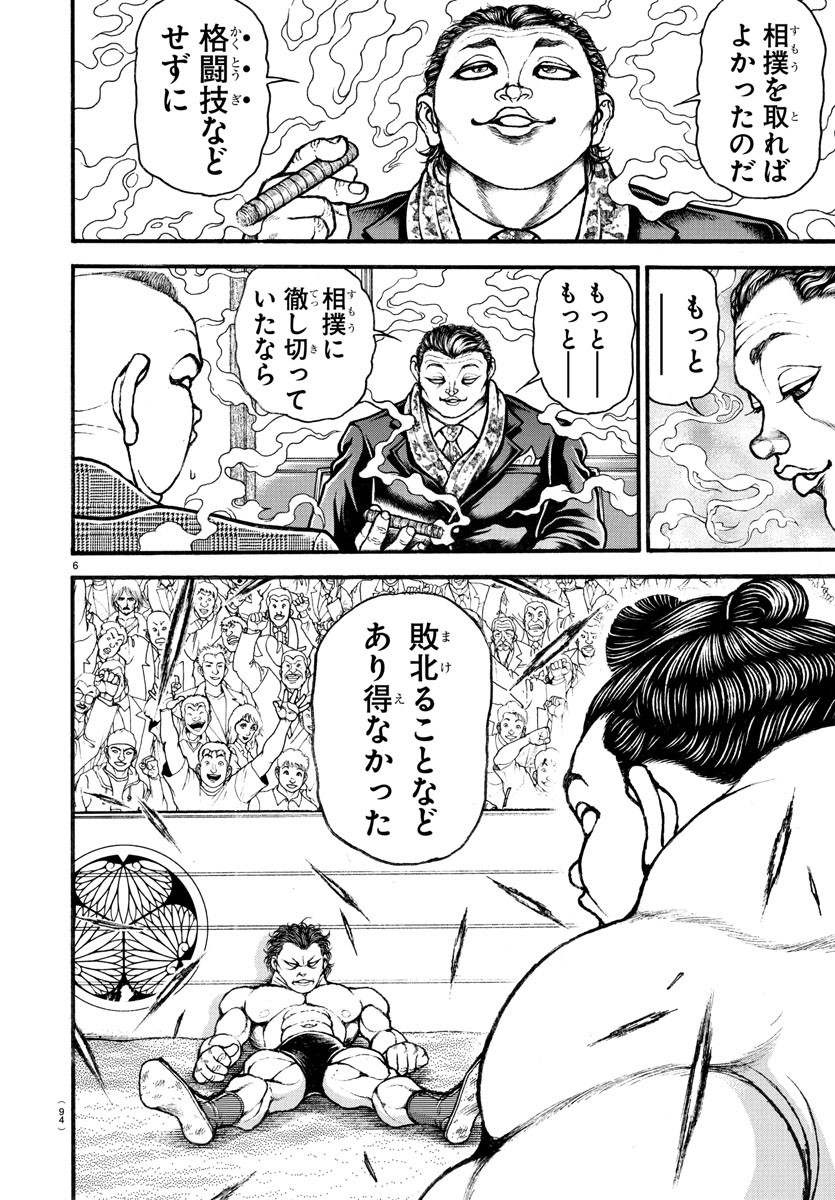 相撲を取れば
よかったのだ
格闘技など
せずに
もっと――
もっと――
もっと――
相撲に
徹し切って
いたなら
6
敗北ることなど
あり得なかった
(94)